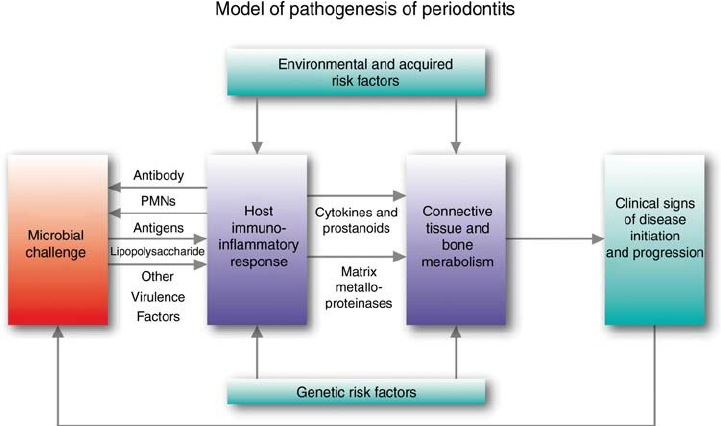 Model of pathogenesis of periodontits
Environmental and acquired
risk factors
Microbial
challenge
Antibody
PMNs
Antigens
Lipopolysaccharide
Other
Virulence
Factors
Host
immuno-
inflammatory
response
Cytokines and
prostanoids
Matrix
metallo-
proteinases
Connective
tissue and
bone
merabolism
Clinical signs
of disease
initiation
and progression
Genetic risk factors